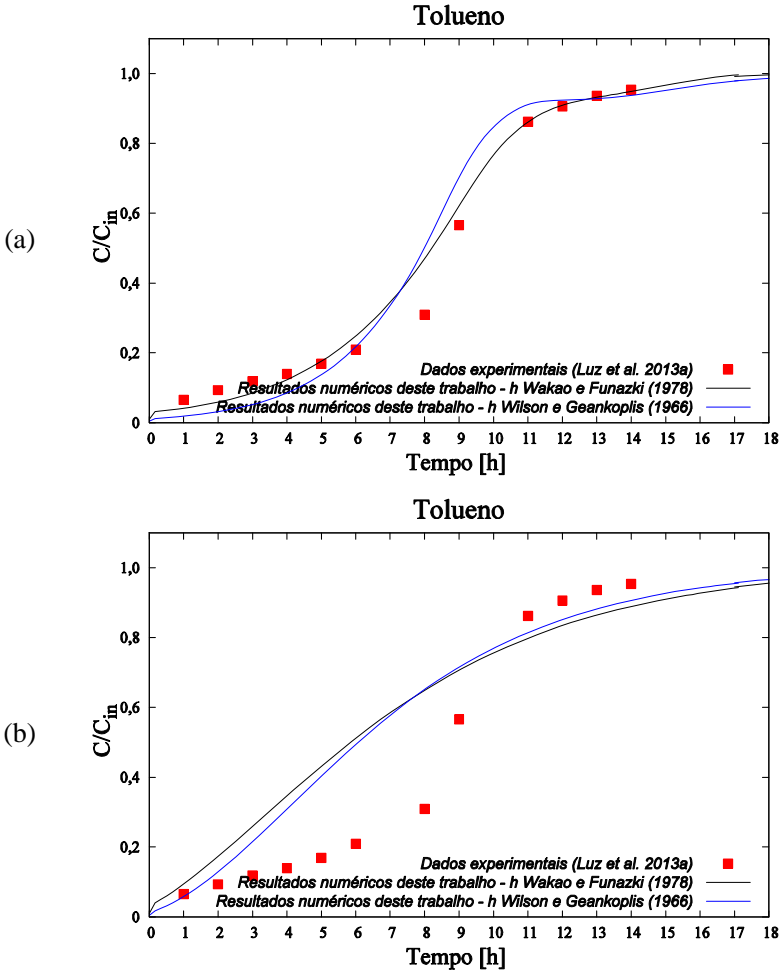 Tolueno
1,0
0,8
0,6
0,4
0,2
0
C/Cin
(a)
Dados experimentais (Luz et al. 2013a)
Resultados numéricos deste trabalho - h Wakao e Funazki (1978)
Resultados numéricos deste trabalho - h Wilson e Geankoplis (1966)
0 1 2 3 4 5 6 7 8 9 10 11 12 13 14 15 16 17 18
Tempo [h]
Tolueno
1,0
0,8
0,6
0,4
0,2
0
C/Cin
(b)
Dados experimentais (Luz et al. 2013a)
Resultados numéricos deste trabalho - h Wakao e Funazki (1978)
Resultados numéricos deste trabalho - h Wilson e Geankoplis (1966)
0 1 2 3 4 5 6 7 8 9 10 11 12 13 14 15 16 17 18
Tempo [h]